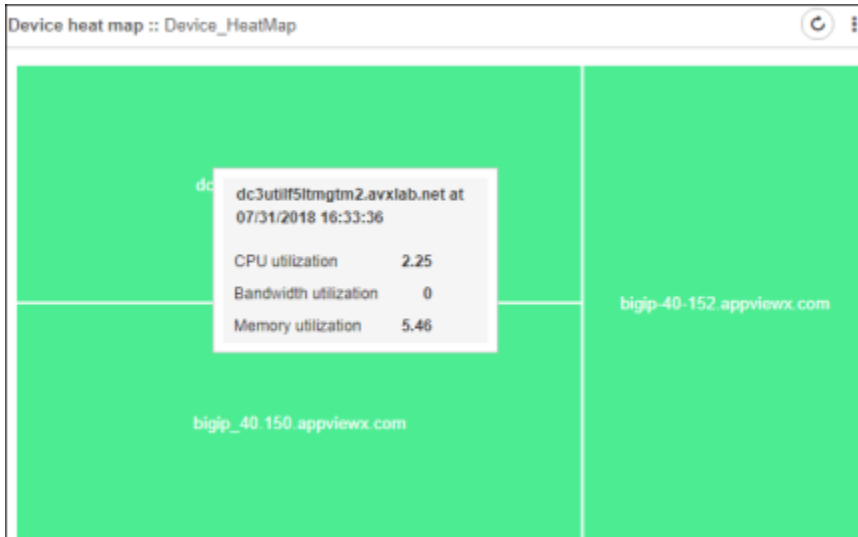 Device heat map :: Device_HeatMap
dc
dc3utilf5ltmgtm2.avxlab.net at
07/31/2018 16:33:36
CPU utilization 2.25
Bandwidth utilization 0
Memory utilization 5.46
bigip-40-152.appviewx.com
bigip_40.150.appviewx.com